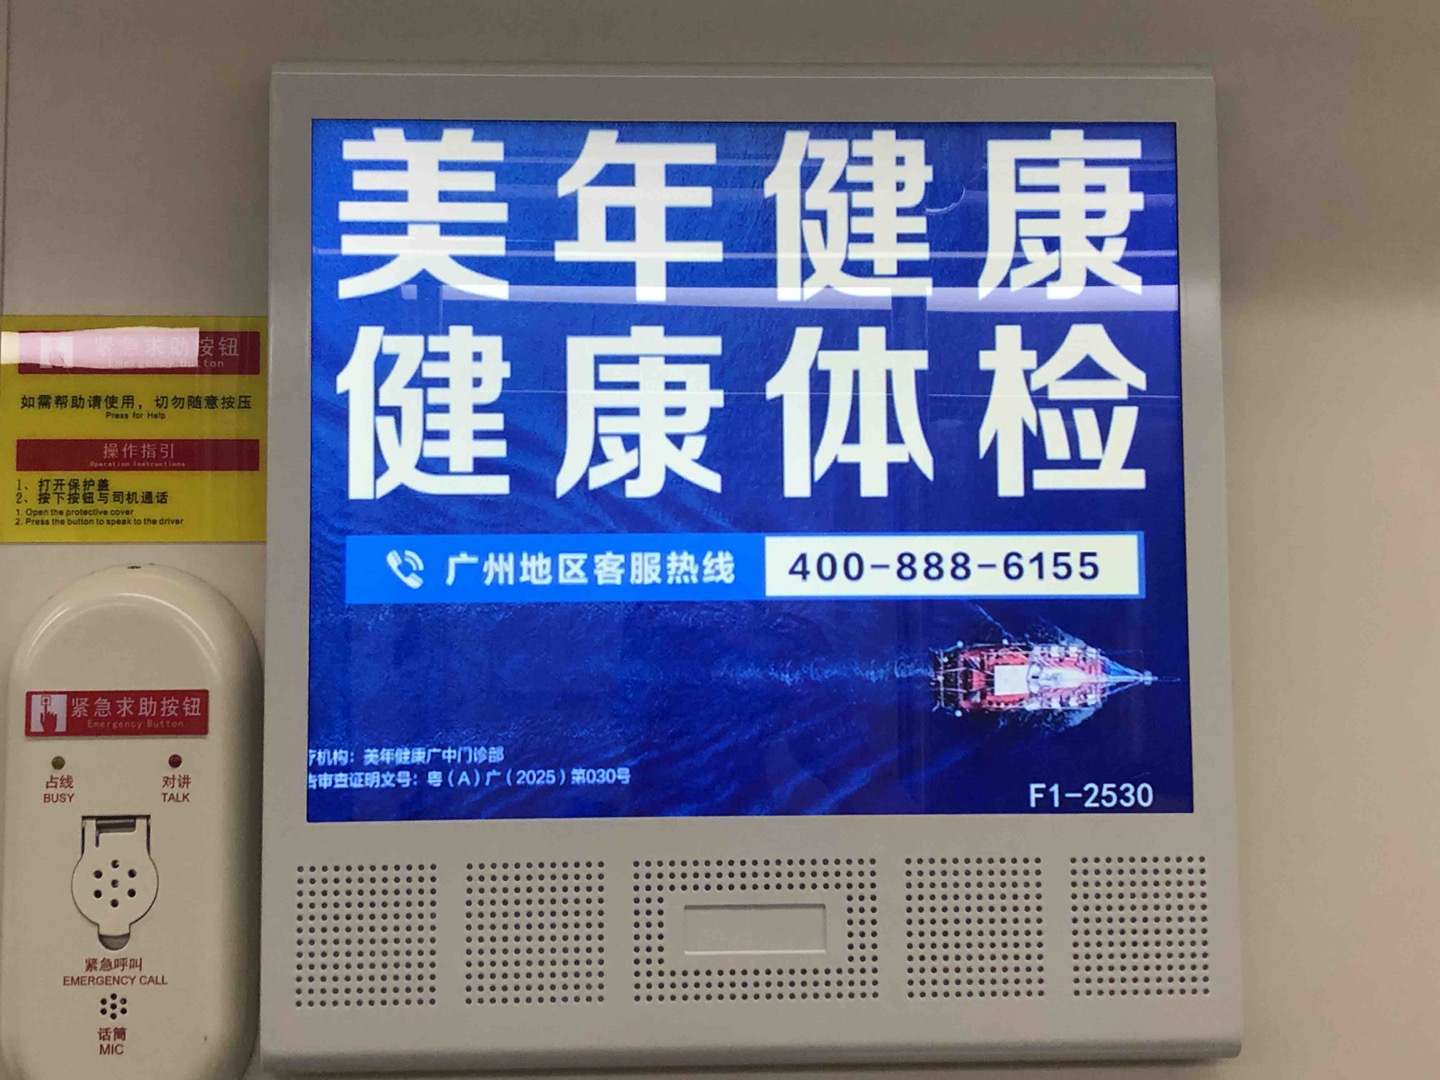 美年健康
健康体检
广州地区客服热线 400-888-6155
疗机构：美年健康广中门诊部
告审查证明文号：粤（A）广（2025）第030号
F1-2530
紧急求助按钮
Emergency Button
如需帮助请使用，切勿随意按压
Press for Help
操作指引
Operation Instructions
1、打开保护盖
2、按下按钮与司机通话
1. Open the protective cover
2. Press the button to speak to the driver
紧急求助按钮
Emergency Button
占线 对讲
BUSY TALK
紧急呼叫
EMERGENCY CALL
话筒
MIC